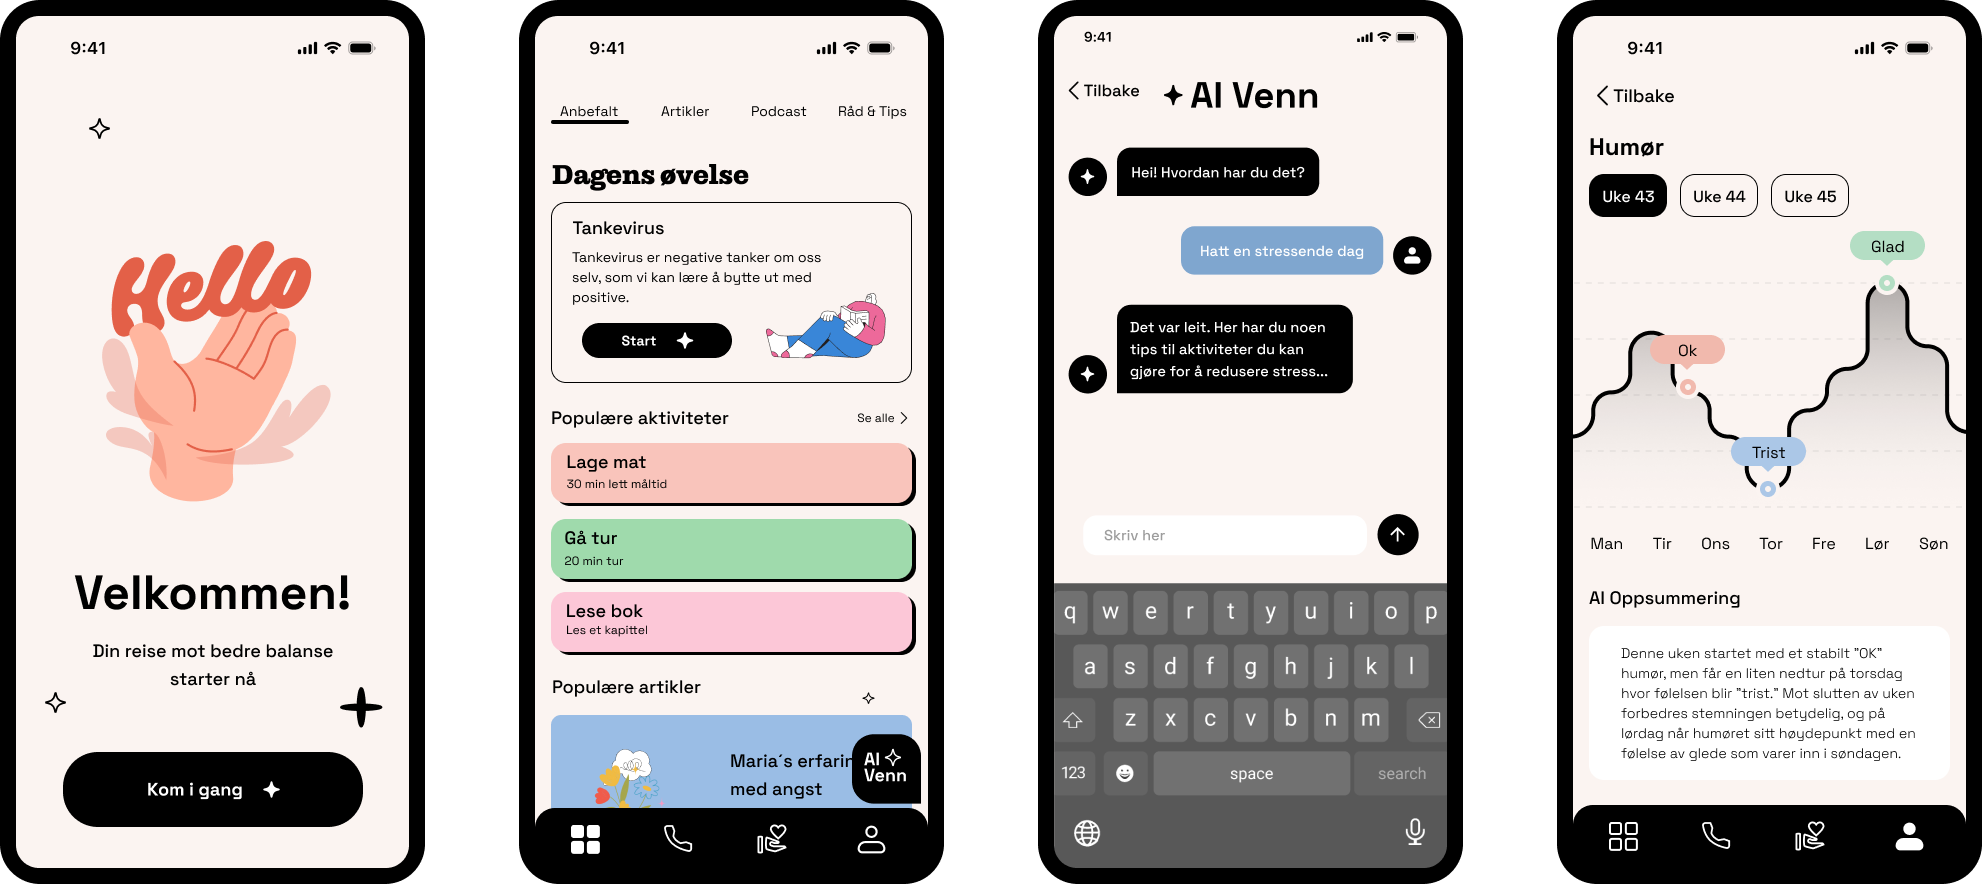 9:41
Hello
Velkommen!
Din reise mot bedre balanse
starter nå
Kom i gang
9:41
Anbefalt Artikler Podcast Råd & Tips
Dagens øvelse
Tankevirus
Tankevirus er negative tanker om oss
selv, som vi kan lære å bytte ut med
positive.
Start
Populære aktiviteter Se alle
Lage mat
30 min lett måltid
Gå tur
20 min tur
Lese bok
Les et kapittel
Populære artikler
Maria´s erfarin
med angst
AI
Venn
9:41
Tilbake AI Venn
Hei! Hvordan har du det?
Hatt en stressende dag
Det var leit. Her har du noen
tips til aktiviteter du kan
gjøre for å redusere stress...
Skriv her
q w e r t y u i o p
a s d f g h j k l
z x c v b n m
123 space search
9:41
Tilbake
Humør
Uke 43 Uke 44 Uke 45
Glad
Ok
Trist
Man Tir Ons Tor Fre Lør Søn
AI Oppsummering
Denne uken startet med et stabilt "OK"
humør, men får en liten nedtur på torsdag
hvor følelsen blir "trist." Mot slutten av uken
forbedres stemningen betydelig, og på
lørdag når humøret sitt høydepunkt med en
følelse av glede som varer inn i søndagen.